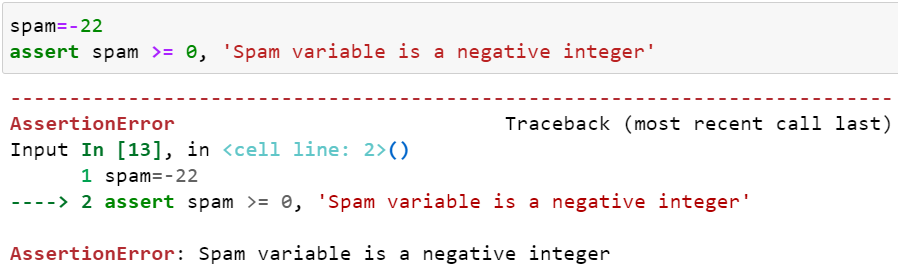 spam=-22
assert spam >= 0, 'Spam variable is a negative integer'
---------------------------------------------------------------------------
AssertionError                            Traceback (most recent call last)
Input In [13], in <cell line: 2>()
      1 spam=-22
----> 2 assert spam >= 0, 'Spam variable is a negative integer'
AssertionError: Spam variable is a negative integer